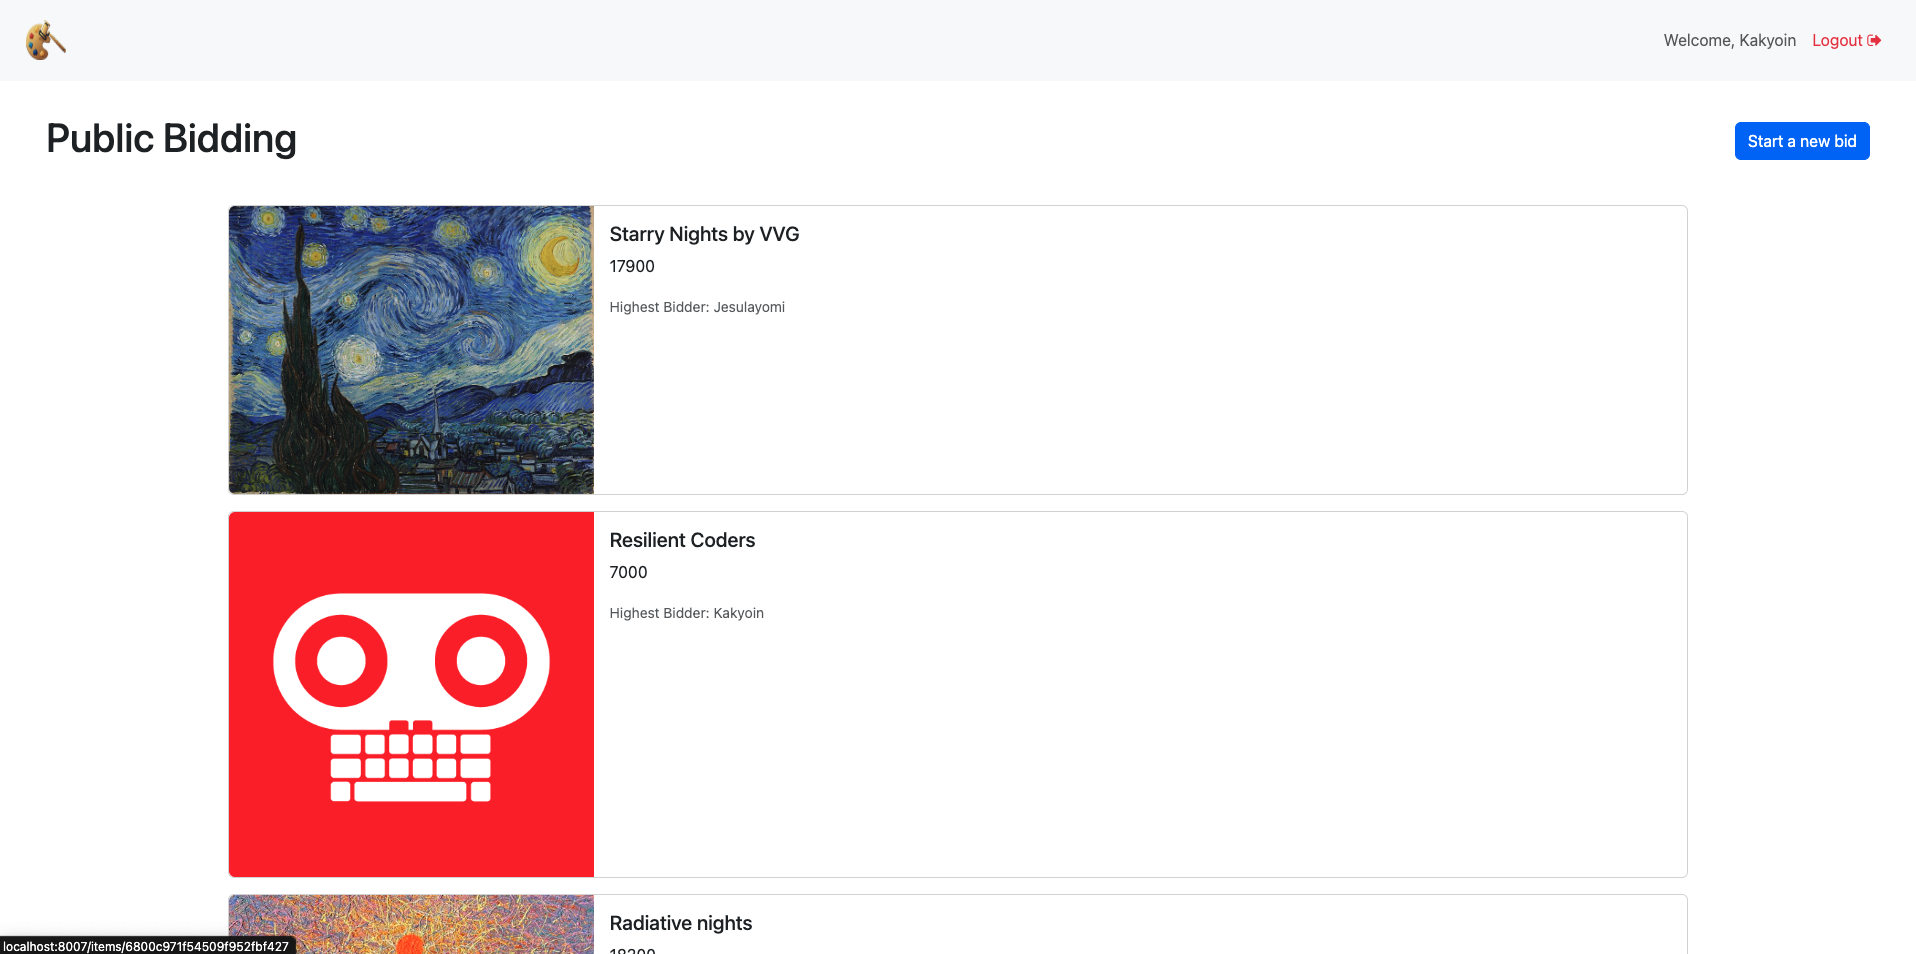 Welcome, Kakyoin Logout
Public Bidding
Start a new bid
Starry Nights by VVG
17900
Highest Bidder: Jesulayomi
Resilient Coders
7000
Highest Bidder: Kakyoin
Radiative nights
18200
localhost:8007/items/6800c971f54509f952fbf427